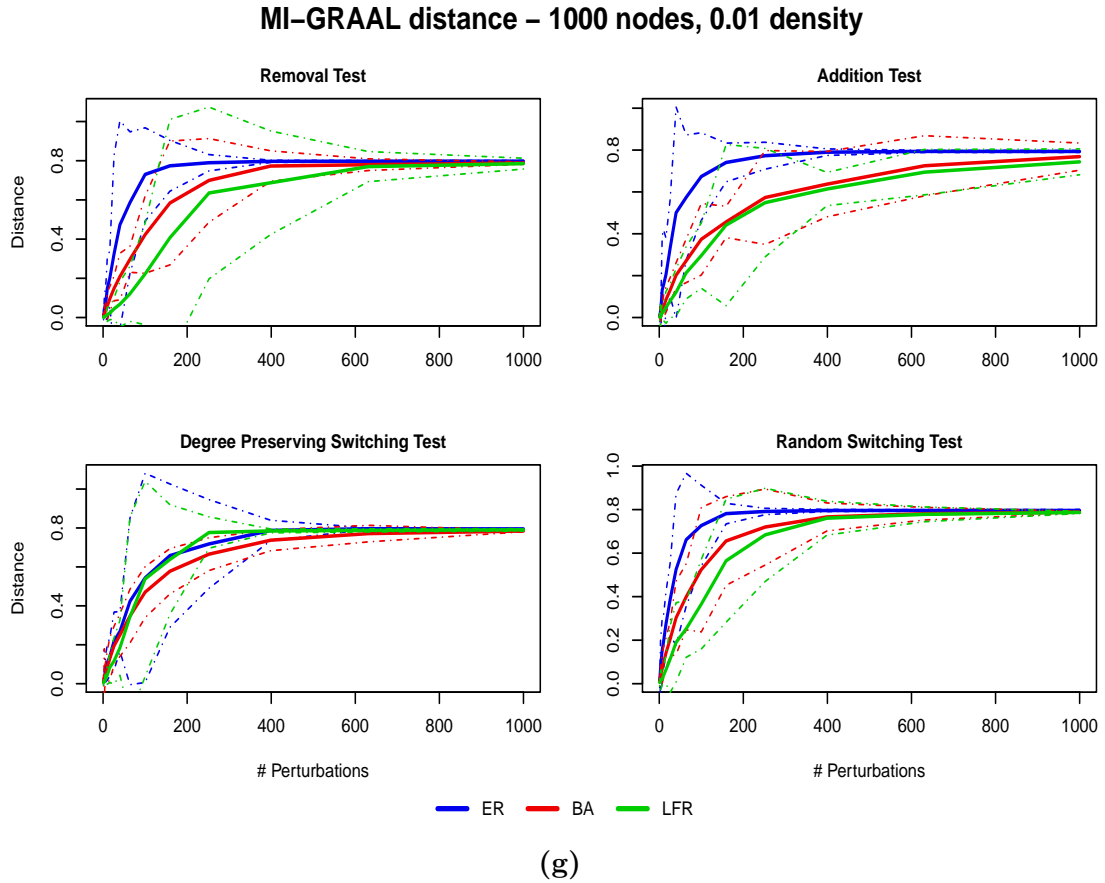 MI−GRAAL distance − 1000 nodes, 0.01 density
Removal Test
Distance
0.0 0.4 0.8
0 200 400 600 800 1000
Addition Test
0.0 0.4 0.8
0 200 400 600 800 1000
Degree Preserving Switching Test
Distance
0.0 0.4 0.8
0 200 400 600 800 1000
# Perturbations
Random Switching Test
0.0 0.2 0.4 0.6 0.8 1.0
0 200 400 600 800 1000
# Perturbations
ER BA LFR
(g)